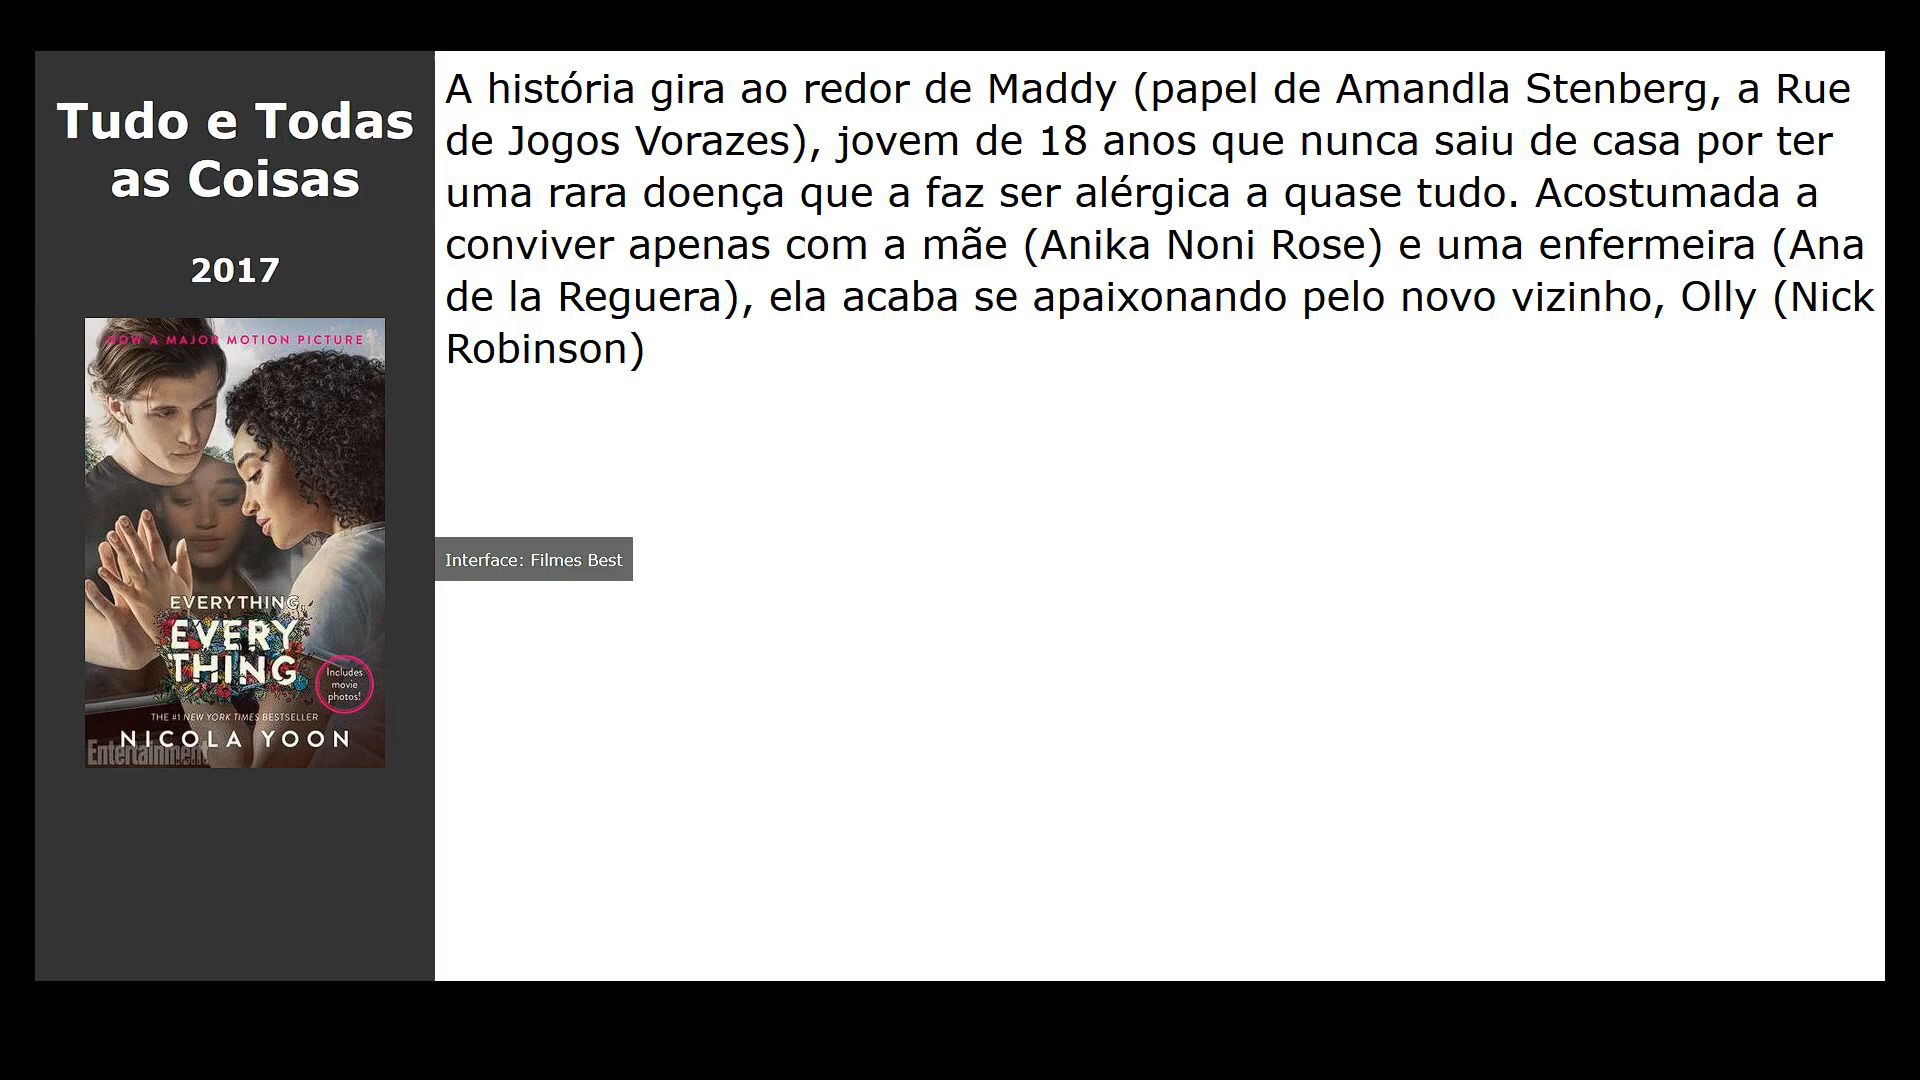 Tudo e Todas
as Coisas
2017
NOW A MAJOR MOTION PICTURE
EVERYTHING,
EVERY
THING
Includes
movie
photos!
THE #1 NEW YORK TIMES BESTSELLER
NICOLA YOON
Entertainment
A história gira ao redor de Maddy (papel de Amandla Stenberg, a Rue
de Jogos Vorazes), jovem de 18 anos que nunca saiu de casa por ter
uma rara doença que a faz ser alérgica a quase tudo. Acostumada a
conviver apenas com a mãe (Anika Noni Rose) e uma enfermeira (Ana
de la Reguera), ela acaba se apaixonando pelo novo vizinho, Olly (Nick
Robinson)
Interface: Filmes Best